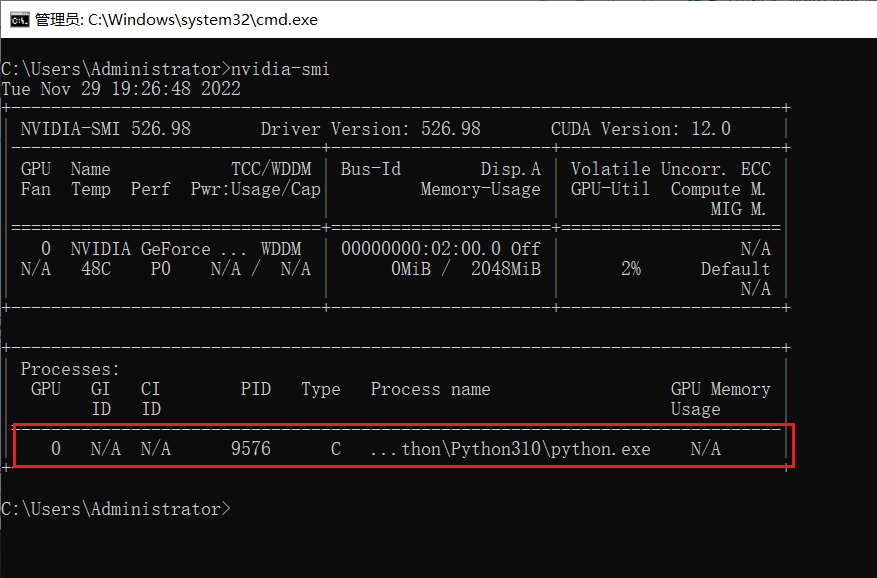 管理员: C:\Windows\system32\cmd.exe
C:\Users\Administrator>nvidia-smi
Tue Nov 29 19:26:48 2022
NVIDIA-SMI 526.98 Driver Version: 526.98 CUDA Version: 12.0
GPU Name TCC/WDDM Bus-Id Disp.A Volatile Uncorr. ECC
Fan Temp Perf Pwr:Usage/Cap Memory-Usage GPU-Util Compute M.
MIG M.
0 NVIDIA GeForce ... WDDM 00000000:02:00.0 Off N/A
N/A 48C P0 N/A / N/A 0MiB / 2048MiB 2% Default
N/A
Processes:
GPU GI CI PID Type Process name GPU Memory
ID ID Usage
0 N/A N/A 9576 C ...thon\Python310\python.exe N/A
C:\Users\Administrator>